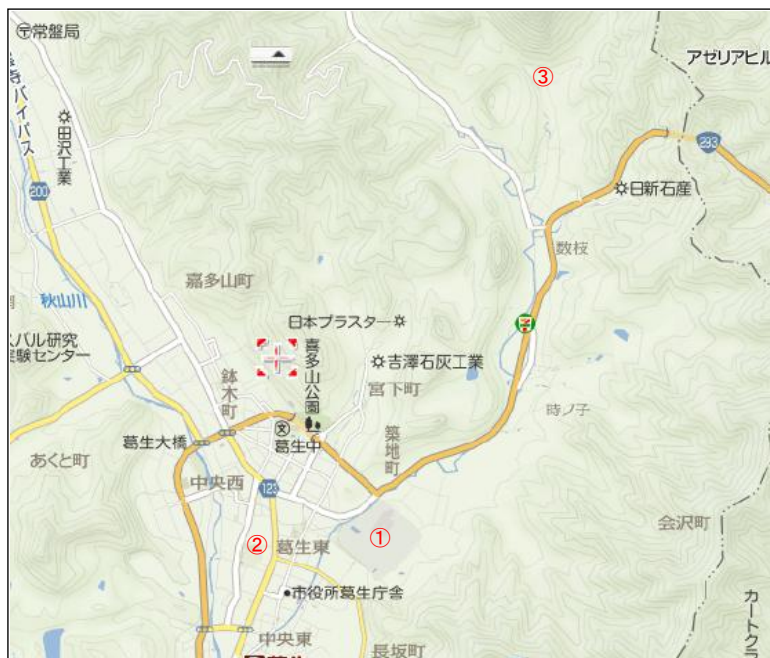 〒常盤局
アゼリアヒル
③
バイパス
田沢工業
293
200
日新石産
数枝
嘉多山町
秋山川
日本プラスター
スバル研究
実験センター
喜多山公園
吉澤石灰工業
宮下町
鉢木町
時ノ子
築地町
葛生大橋
文
葛生中
あくと町
中央西
123
会沢町
②
葛生東
①
市役所葛生庁舎
カートクラ
中央東
長坂町